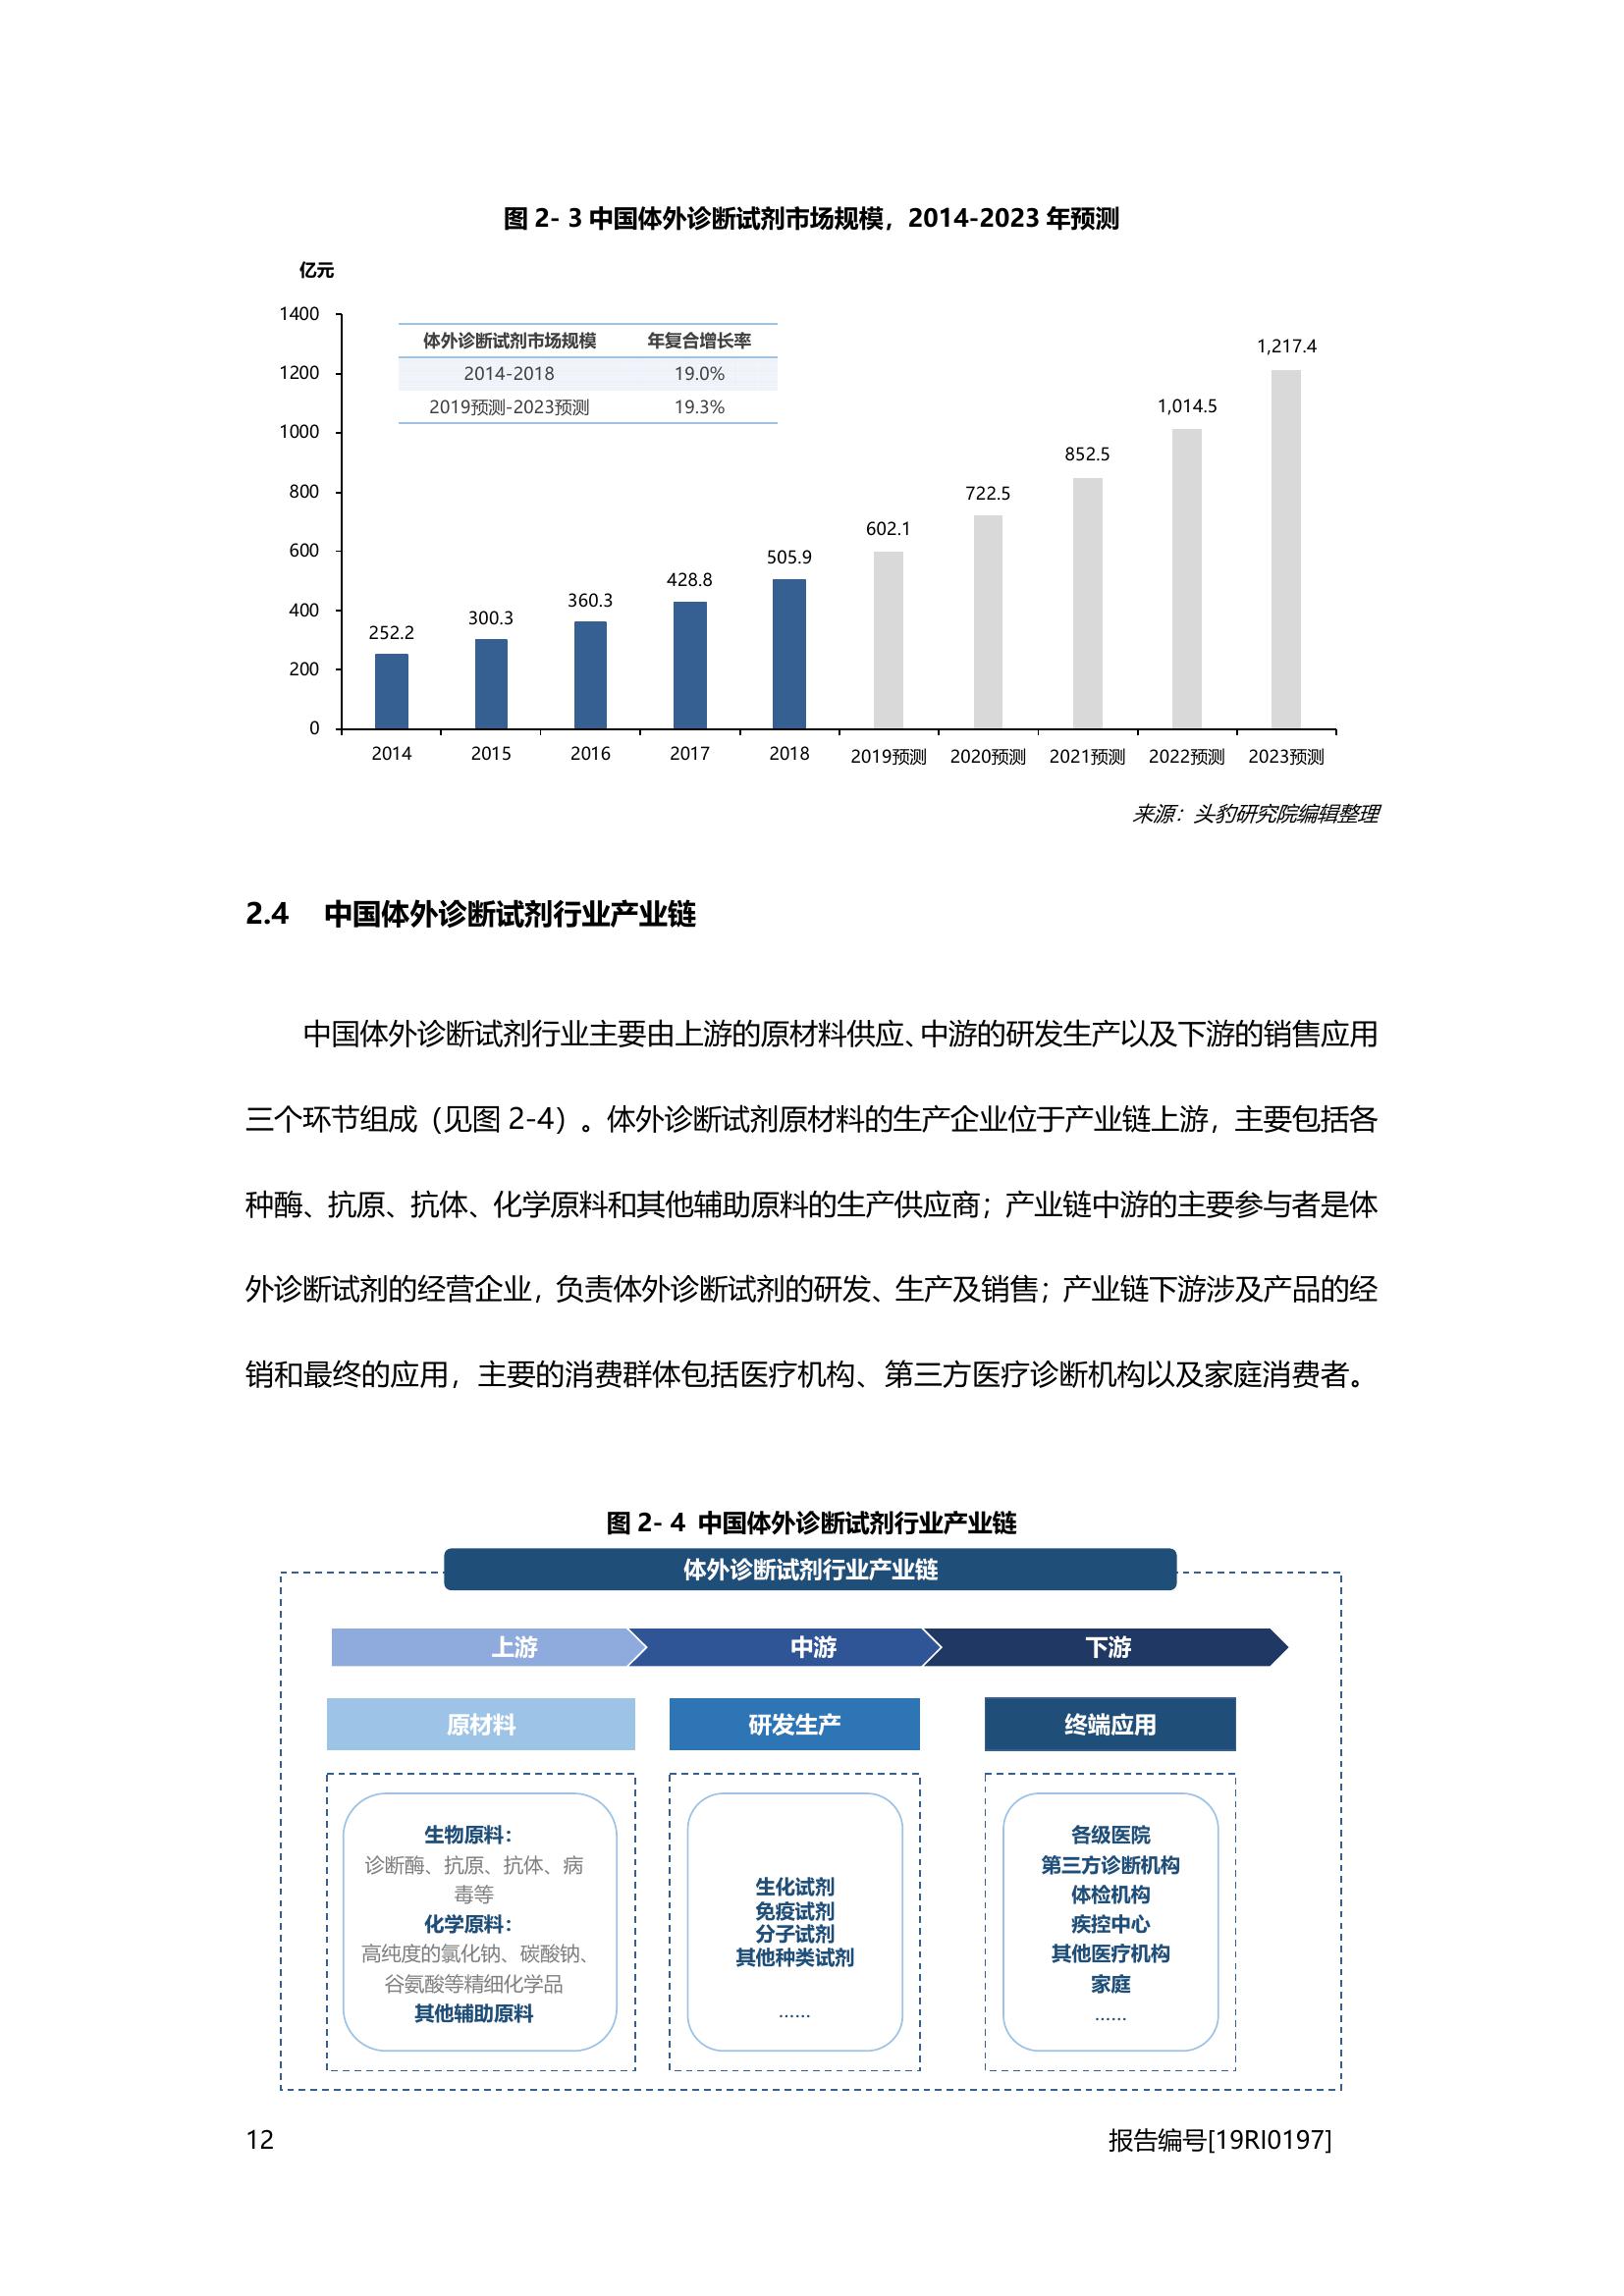 图 2- 3 中国体外诊断试剂市场规模，2014-2023 年预测
亿元
1400
1200
1000
800
600
400
200
0
体外诊断试剂市场规模 年复合增长率
2014-2018 19.0%
2019预测-2023预测 19.3%
252.2
300.3
360.3
428.8
505.9
602.1
722.5
852.5
1,014.5
1,217.4
2014 2015 2016 2017 2018 2019预测 2020预测 2021预测 2022预测 2023预测
来源：头豹研究院编辑整理
2.4 中国体外诊断试剂行业产业链
中国体外诊断试剂行业主要由上游的原材料供应、中游的研发生产以及下游的销售应用
三个环节组成（见图 2-4）。体外诊断试剂原材料的生产企业位于产业链上游，主要包括各
种酶、抗原、抗体、化学原料和其他辅助原料的生产供应商；产业链中游的主要参与者是体
外诊断试剂的经营企业，负责体外诊断试剂的研发、生产及销售；产业链下游涉及产品的经
销和最终的应用，主要的消费群体包括医疗机构、第三方医疗诊断机构以及家庭消费者。
图 2- 4 中国体外诊断试剂行业产业链
体外诊断试剂行业产业链
上游 中游 下游
原材料 研发生产 终端应用
生物原料：
诊断酶、抗原、抗体、病
毒等
化学原料：
高纯度的氯化钠、碳酸钠、
谷氨酸等精细化学品
其他辅助原料
生化试剂
免疫试剂
分子试剂
其他种类试剂
……
各级医院
第三方诊断机构
体检机构
疾控中心
其他医疗机构
家庭
……
12 报告编号[19RI0197]